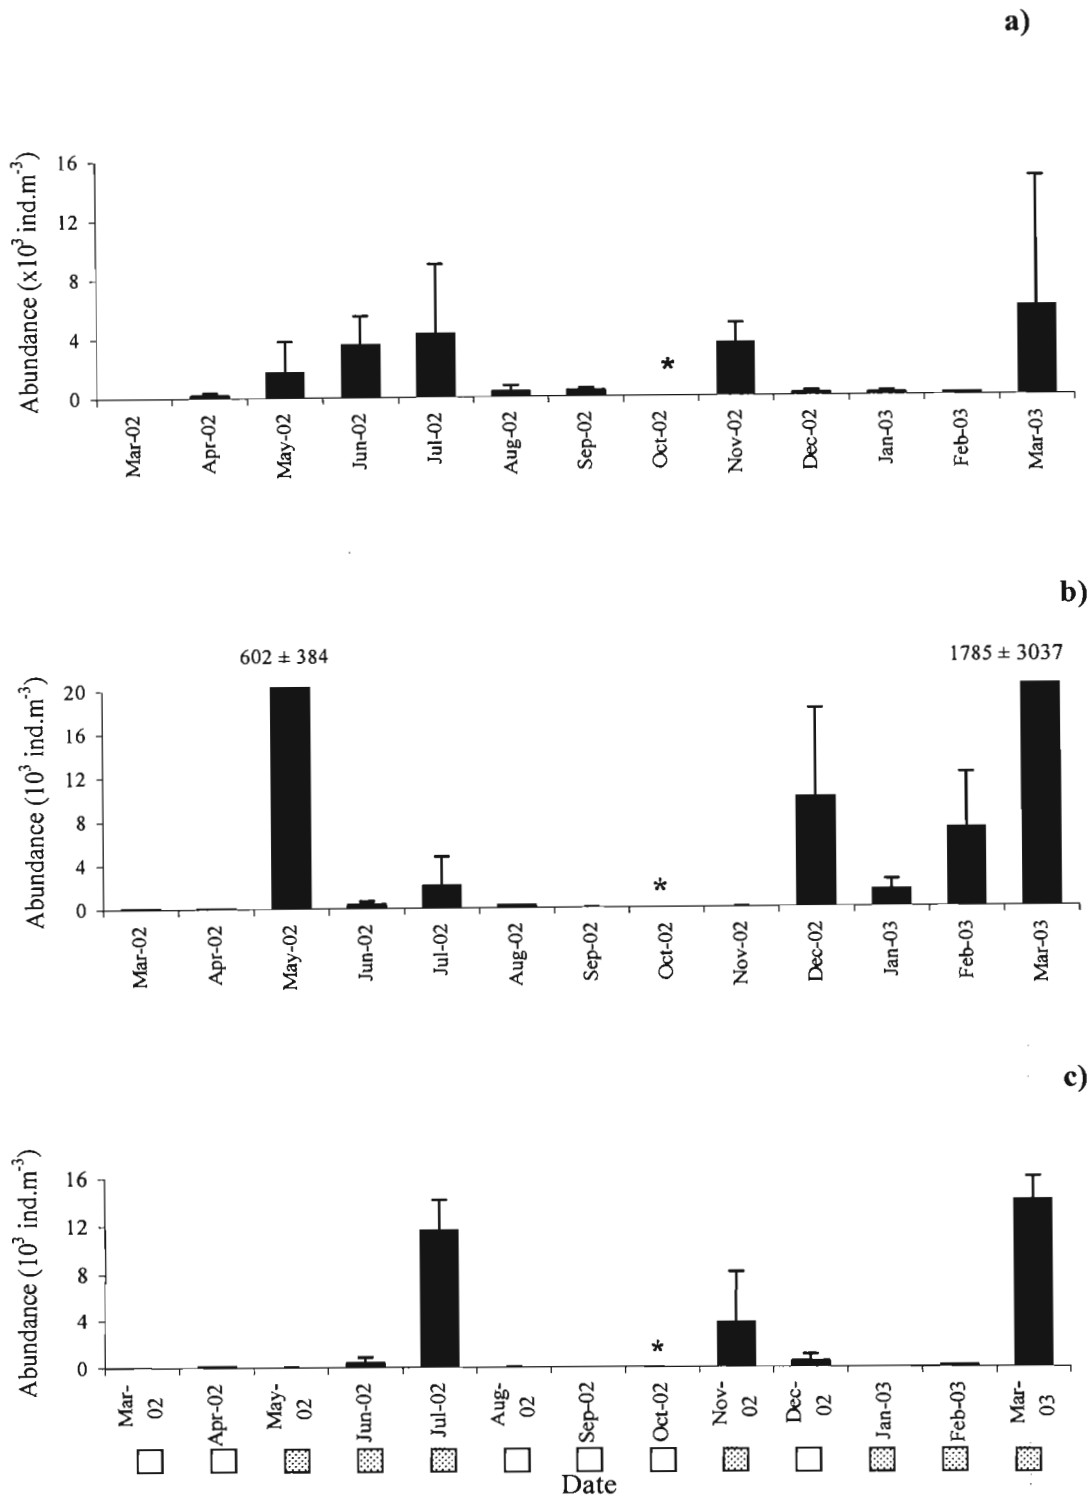 a)
Abundance (x10³ ind.m⁻³)
16
12
8
4
0
*
Mar-02 Apr-02 May-02 Jun-02 Jul-02 Aug-02 Sep-02 Oct-02 Nov-02 Dec-02 Jan-03 Feb-03 Mar-03
b)
602 ± 384 1785 ± 3037
Abundance (10³ ind.m⁻³)
20
16
12
8
4
0
*
Mar-02 Apr-02 May-02 Jun-02 Jul-02 Aug-02 Sep-02 Oct-02 Nov-02 Dec-02 Jan-03 Feb-03 Mar-03
c)
Abundance (10³ ind.m⁻³)
16
12
8
4
0
*
Mar-
02
Apr-02
May-
02
Jun-02
Jul-02
Aug-
02
Sep-02
Oct-02
Nov-
02
Dec-
02
Jan-03
Feb-03
Mar-
03
Date